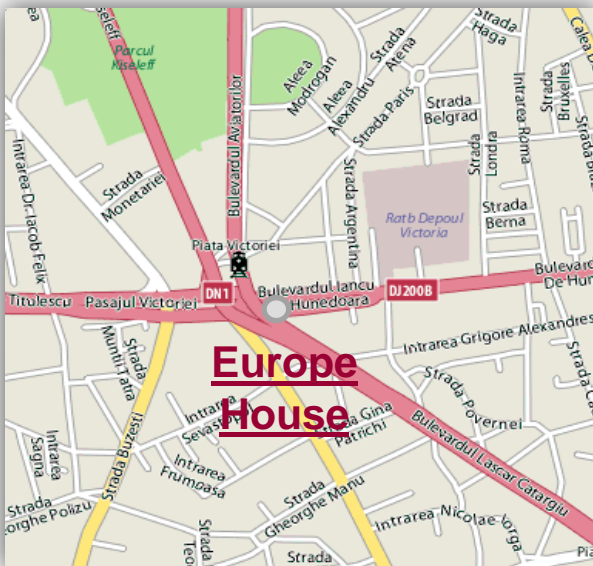 Strada
Haga
Calea D
Parcul
Kiseleff
Strada
Atena
Aleea
Modrogan
Aleea
Alexandru
Strada Paris
Strada
Belgrad
Intrarea Roma
Strada
Bruxelles
Strada
Londra
Bulevardul Aviatorilor
Intrarea Dr. Iacob Felix
Strada
Monetariei
Strada Argentina
Ratb Depoul
Victoria
Strada
Berna
Piata Victoriei
DN1
Bulevardul Iancu
Hunedoara
DJ200B
De Hun
Titulescu
Pasajul Victoriei
Strada
Muntii Tatra
Intrarea Grigore Alexandres
Europe
House
Strada Povernei
Intrarea
Sevasto
Gina
Patrichi
Bulevardul Lascar Catargiu
Intrarea
Sagna
Strada Buzesti
Intrarea
Frumoasa
Strada
Gheorghe Manu
Strada
orghe Polizu
Intrarea Nicolae Iorga
Strada
Teo
Strada